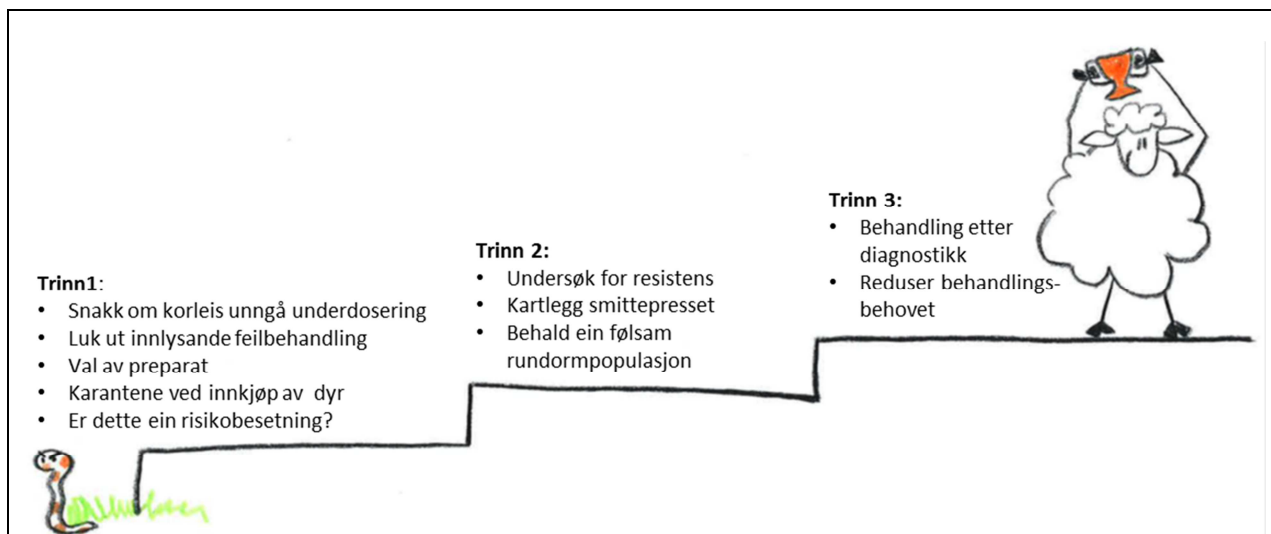 Trinn1:
• Snakk om korleis unngå underdosering
• Luk ut innlysande feilbehandling
• Val av preparat
• Karantene ved innkjøp av dyr
• Er dette ein risikobesetning?
Trinn 2:
• Undersøk for resistens
• Kartlegg smittepresset
• Behald ein følsam
rundormpopulasjon
Trinn 3:
• Behandling etter
diagnostikk
• Reduser behandlings-
behovet